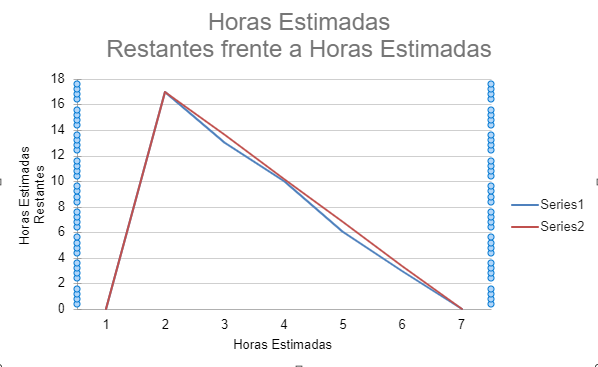 Horas Estimadas
Restantes frente a Horas Estimadas
18
16
14
12
10
8
6
4
2
0
Horas Estimadas
Restantes
1 2 3 4 5 6 7
Horas Estimadas
Series1
Series2